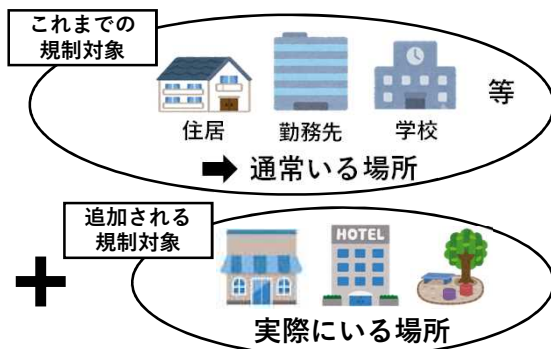 これまでの
規制対象
住居 勤務先 学校 等
➡ 通常いる場所
追加される
規制対象
+
HOTEL
実際にいる場所